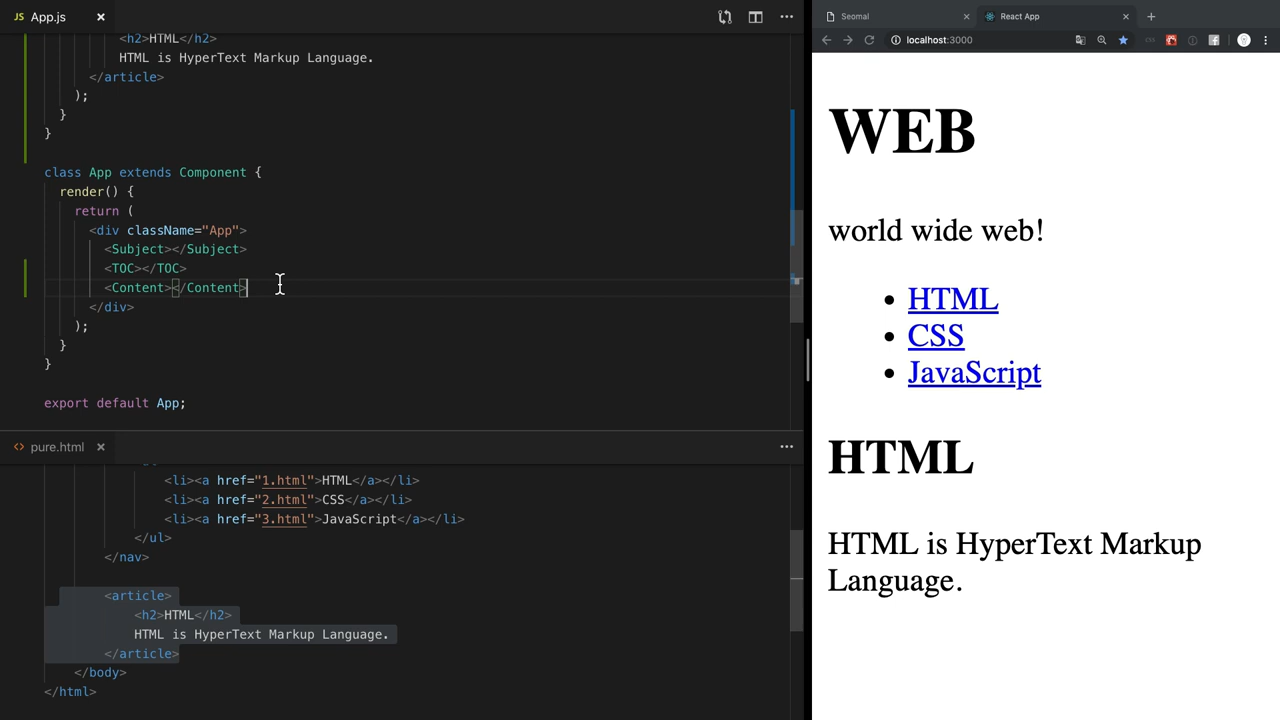 JS App.js
<h2>HTML</h2>
HTML is HyperText Markup Language.
</article>
);
}
}
class App extends Component {
render() {
return (
<div className="App">
<Subject></Subject>
<TOC></TOC>
<Content></Content>
</div>
);
}
}
export default App;
pure.html
<li><a href="1.html">HTML</a></li>
<li><a href="2.html">CSS</a></li>
<li><a href="3.html">JavaScript</a></li>
</ul>
</nav>
<article>
<h2>HTML</h2>
HTML is HyperText Markup Language.
</article>
</body>
</html>
Seomal
React App
localhost:3000
WEB
world wide web!
• HTML
• CSS
• JavaScript
HTML
HTML is HyperText Markup
Language.